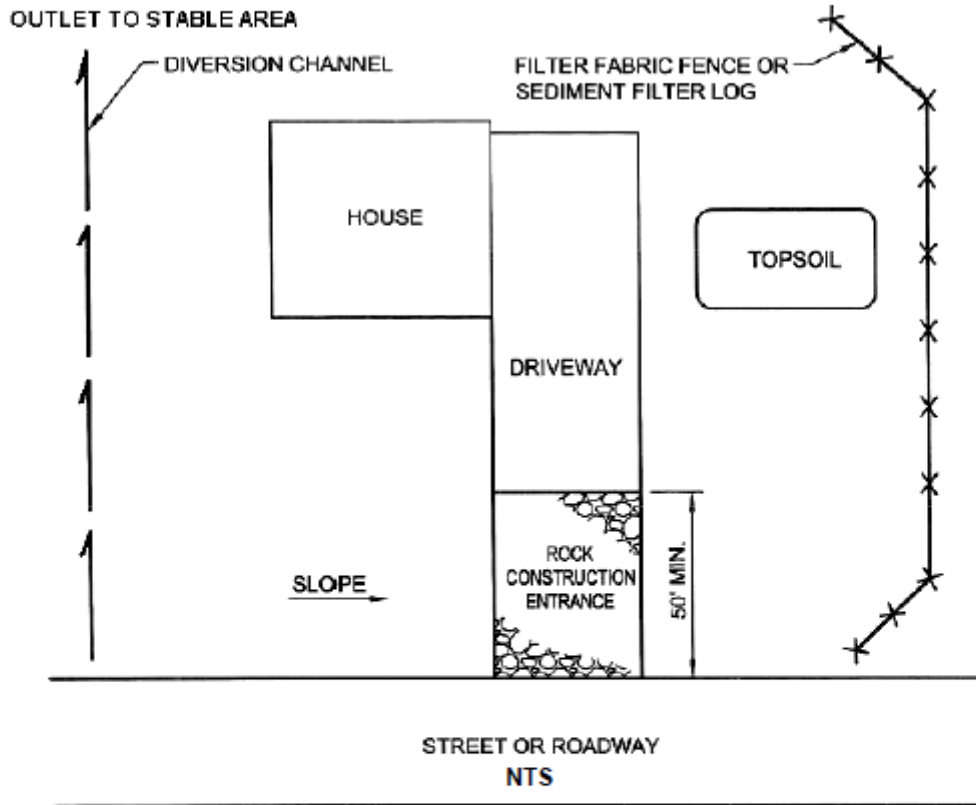 OUTLET TO STABLE AREA
DIVERSION CHANNEL
FILTER FABRIC FENCE OR
SEDIMENT FILTER LOG
HOUSE
TOPSOIL
DRIVEWAY
ROCK
CONSTRUCTION
ENTRANCE
50' MIN.
SLOPE
STREET OR ROADWAY
NTS